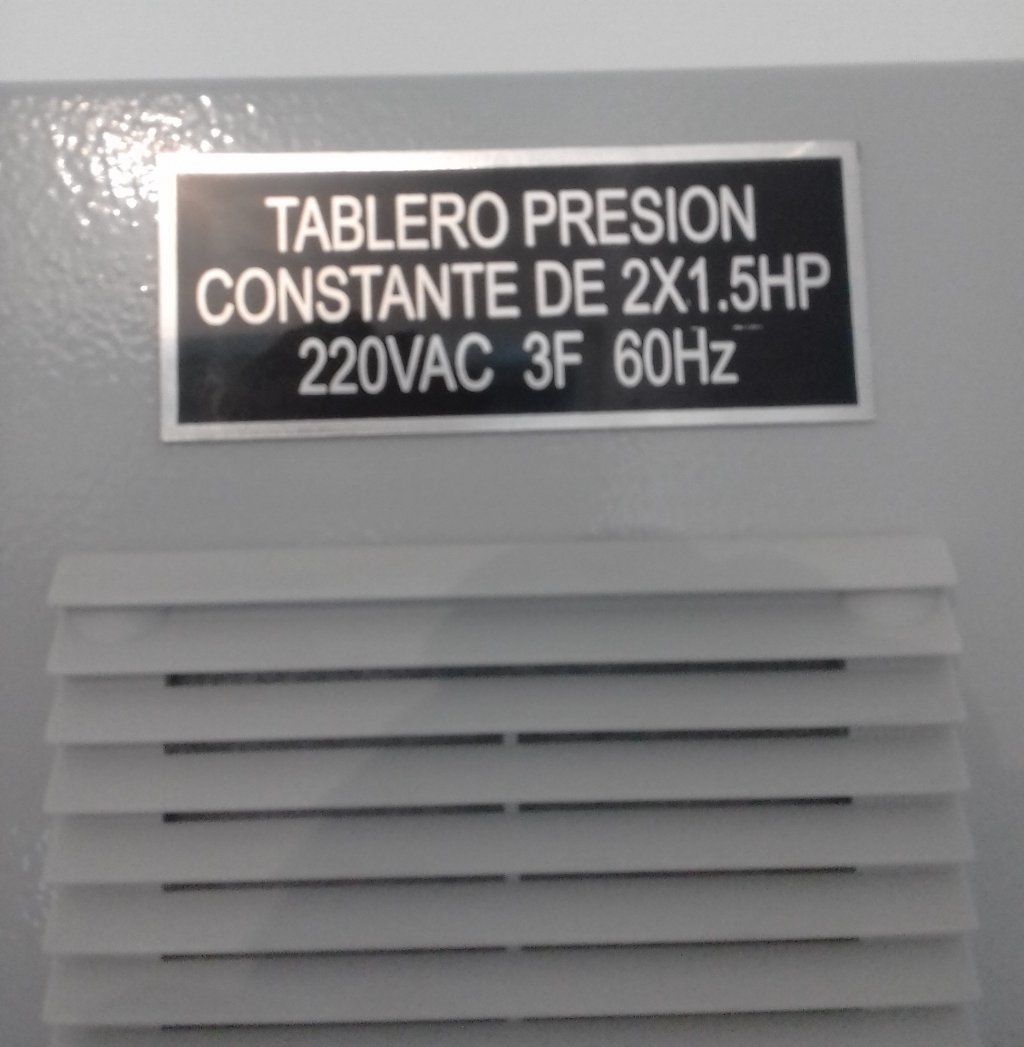 TABLERO PRESION
CONSTANTE DE 2X1.5HP
220VAC 3F 60Hz